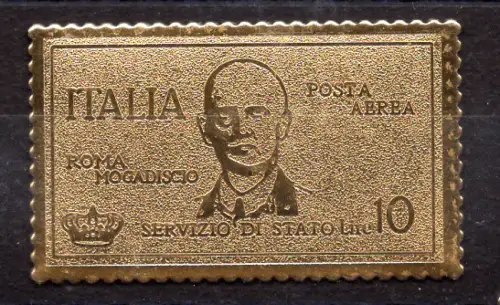 ITALIA
POSTA
AEREA
ROMA
MOGADISCIO
SERVIZIO DI STATO Lire 10